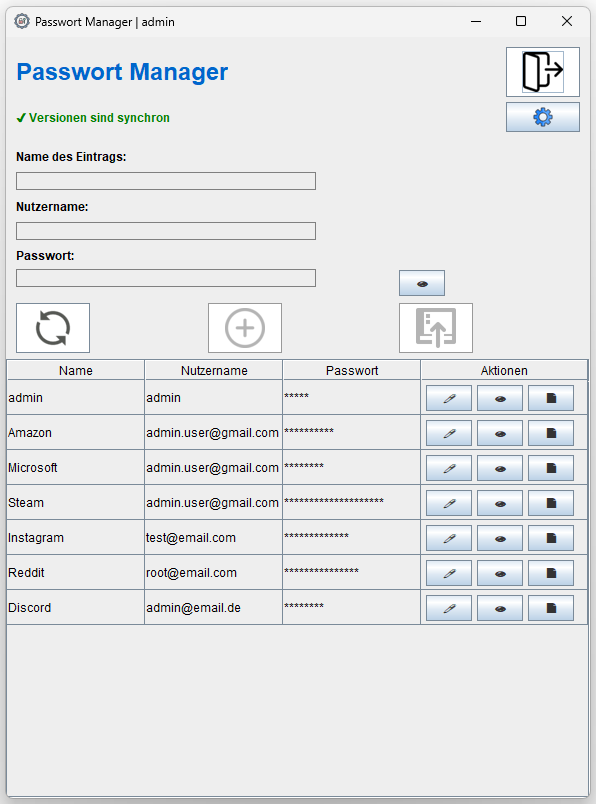 Passwort Manager | admin
Passwort Manager
✔ Versionen sind synchron
Name des Eintrags:
Nutzername:
Passwort:
Name Nutzername Passwort Aktionen
admin admin *****
Amazon admin.user@gmail.com **********
Microsoft admin.user@gmail.com ********
Steam admin.user@gmail.com ********************
Instagram test@email.com *************
Reddit root@email.com ***************
Discord admin@email.de ********